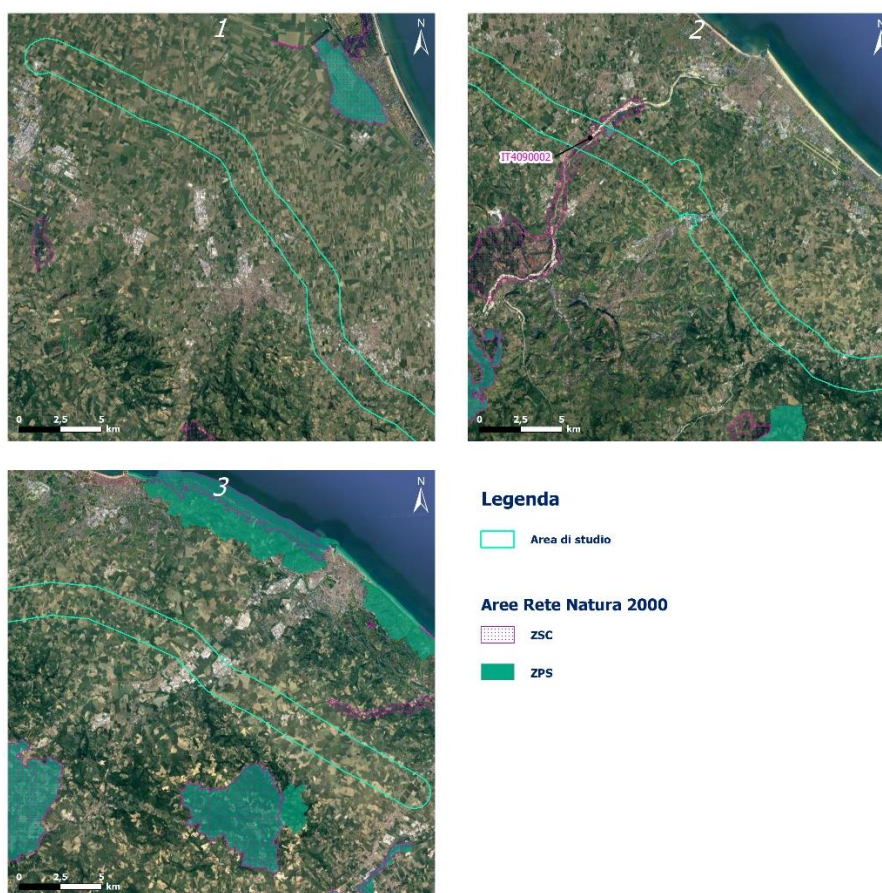 1
N
0 2,5 5
km
2
N
IT4090002
0 2,5 5
km
3
N
0 2,5 5
km
Legenda
Area di studio
Aree Rete Natura 2000
ZSC
ZPS